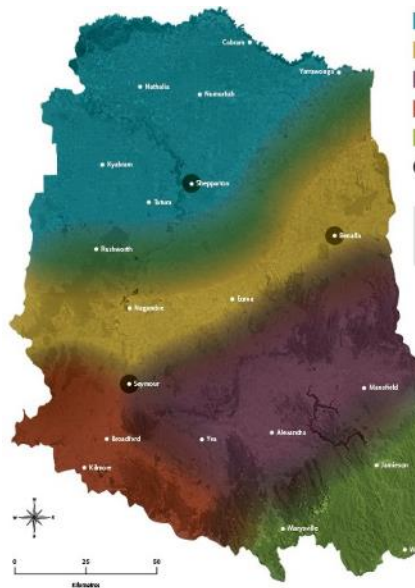 Cobram
Yarrawonga
Nathalia
Numurkah
Kyabram
Shepparton
Tatura
Rushworth
Benalla
Euroa
Nagambie
Seymour
Mansfield
Alexandra
Broadford
Yea
Kilmore
Jamieson
Marysville
N
W
E
S
0
25
50
Kilometres